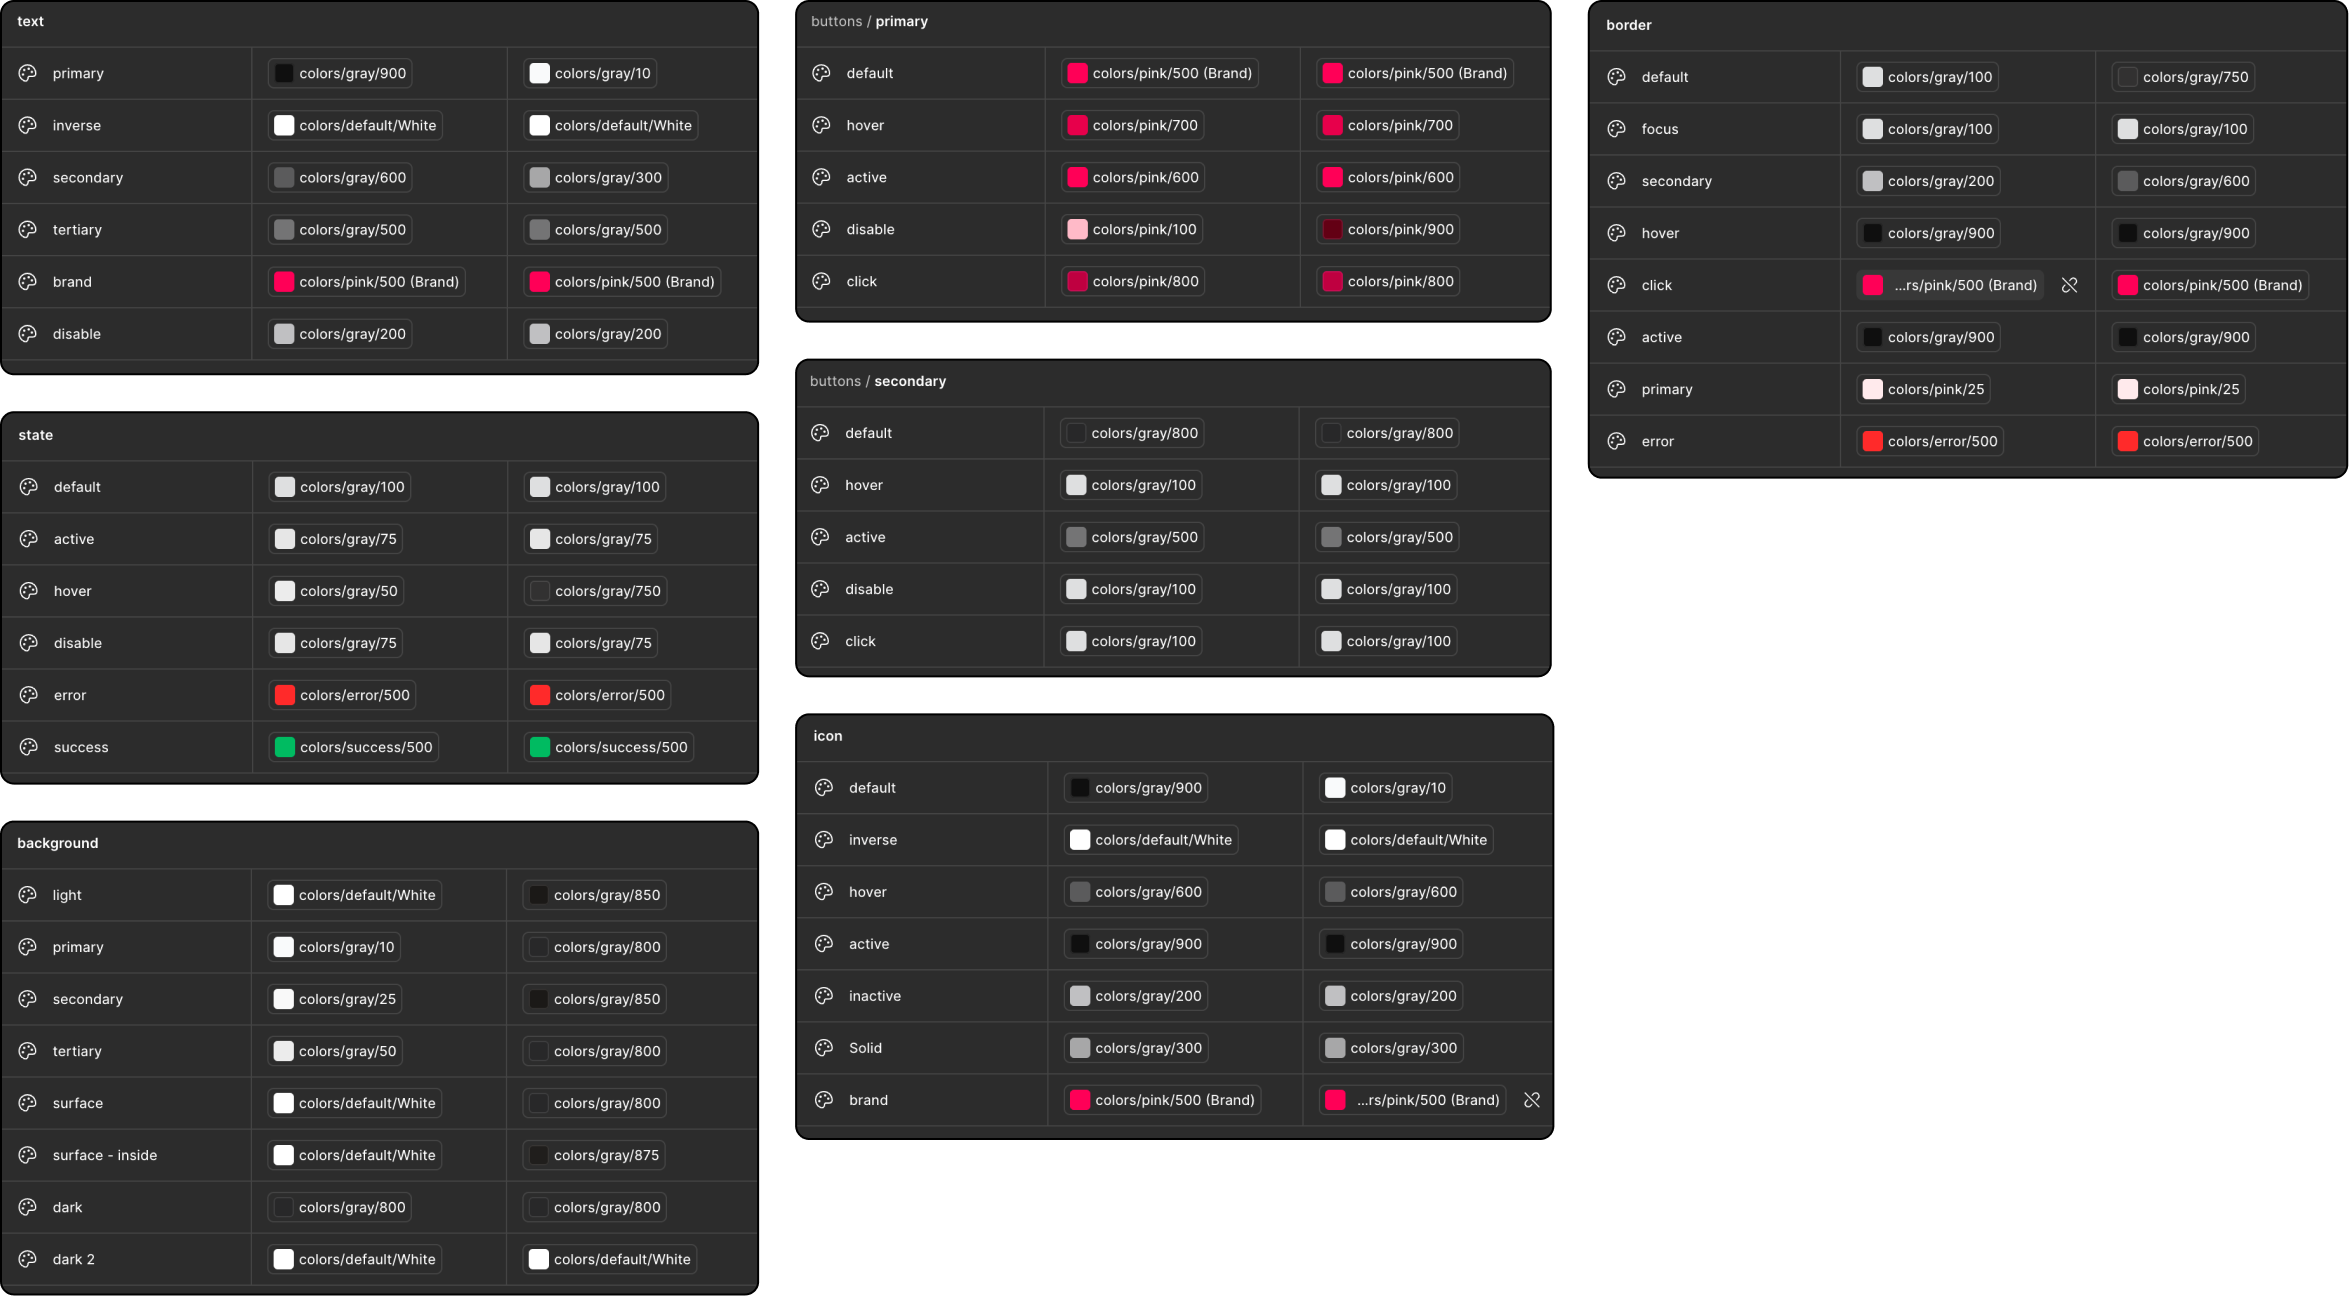 text
primary colors/gray/900 colors/gray/10
inverse colors/default/White colors/default/White
secondary colors/gray/600 colors/gray/300
tertiary colors/gray/500 colors/gray/500
brand colors/pink/500 (Brand) colors/pink/500 (Brand)
disable colors/gray/200 colors/gray/200
state
default colors/gray/100 colors/gray/100
active colors/gray/75 colors/gray/75
hover colors/gray/50 colors/gray/750
disable colors/gray/75 colors/gray/75
error colors/error/500 colors/error/500
success colors/success/500 colors/success/500
background
light colors/default/White colors/gray/850
primary colors/gray/10 colors/gray/800
secondary colors/gray/25 colors/gray/850
tertiary colors/gray/50 colors/gray/800
surface colors/default/White colors/gray/800
surface - inside colors/default/White colors/gray/875
dark colors/gray/800 colors/gray/800
dark 2 colors/default/White colors/default/White
buttons / primary
default colors/pink/500 (Brand) colors/pink/500 (Brand)
hover colors/pink/700 colors/pink/700
active colors/pink/600 colors/pink/600
disable colors/pink/100 colors/pink/900
click colors/pink/800 colors/pink/800
buttons / secondary
default colors/gray/800 colors/gray/800
hover colors/gray/100 colors/gray/100
active colors/gray/500 colors/gray/500
disable colors/gray/100 colors/gray/100
click colors/gray/100 colors/gray/100
icon
default colors/gray/900 colors/gray/10
inverse colors/default/White colors/default/White
hover colors/gray/600 colors/gray/600
active colors/gray/900 colors/gray/900
inactive colors/gray/200 colors/gray/200
Solid colors/gray/300 colors/gray/300
brand colors/pink/500 (Brand) ...rs/pink/500 (Brand)
border
default colors/gray/100 colors/gray/750
focus colors/gray/100 colors/gray/100
secondary colors/gray/200 colors/gray/600
hover colors/gray/900 colors/gray/900
click ...rs/pink/500 (Brand) colors/pink/500 (Brand)
active colors/gray/900 colors/gray/900
primary colors/pink/25 colors/pink/25
error colors/error/500 colors/error/500